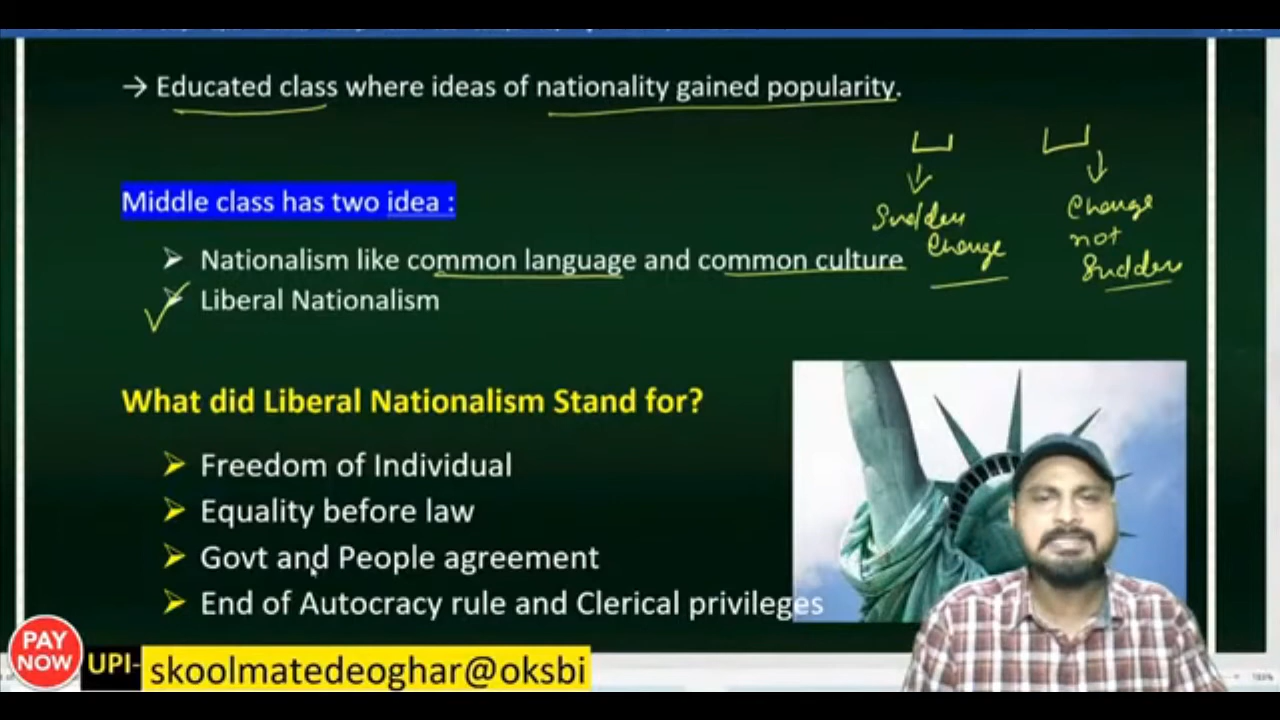 → Educated class where ideas of nationality gained popularity.
Middle class has two idea :
➢ Nationalism like common language and common culture
➢ Liberal Nationalism
Sudden
Change
Change
not
Sudden
What did Liberal Nationalism Stand for?
➢ Freedom of Individual
➢ Equality before law
➢ Govt and People agreement
➢ End of Autocracy rule and Clerical privileges
PAY
NOW
UPI-
skoolmatedeoghar@oksbi